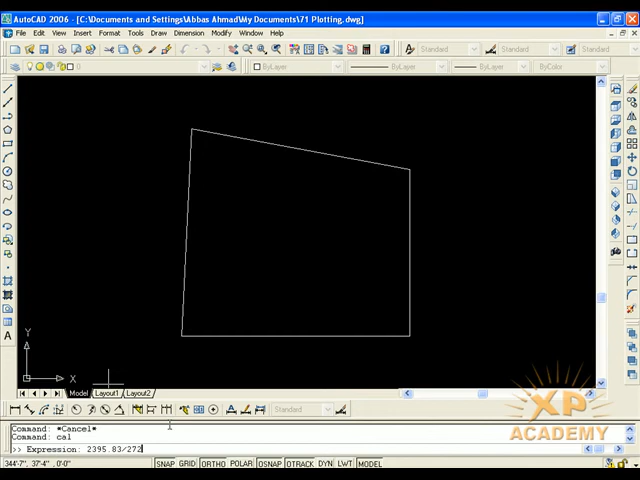 AutoCAD 2006 - [C:\Documents and Settings\Abbas Ahmad\My Documents\71 Plotting.dwg]
File Edit View Insert Format Tools Draw Dimension Modify Window Help
Standard Standard Standard
0 ByLayer ByLayer ByLayer ByColor
Y
X
Model Layout1 Layout2
Standard
XP
ACADEMY
Command: *Cancel*
Command: cal
>> Expression: 2395.83/272
344'-7", 37'-4" , 0'-0" SNAP GRID ORTHO POLAR OSNAP OTRACK DYN LWT MODEL